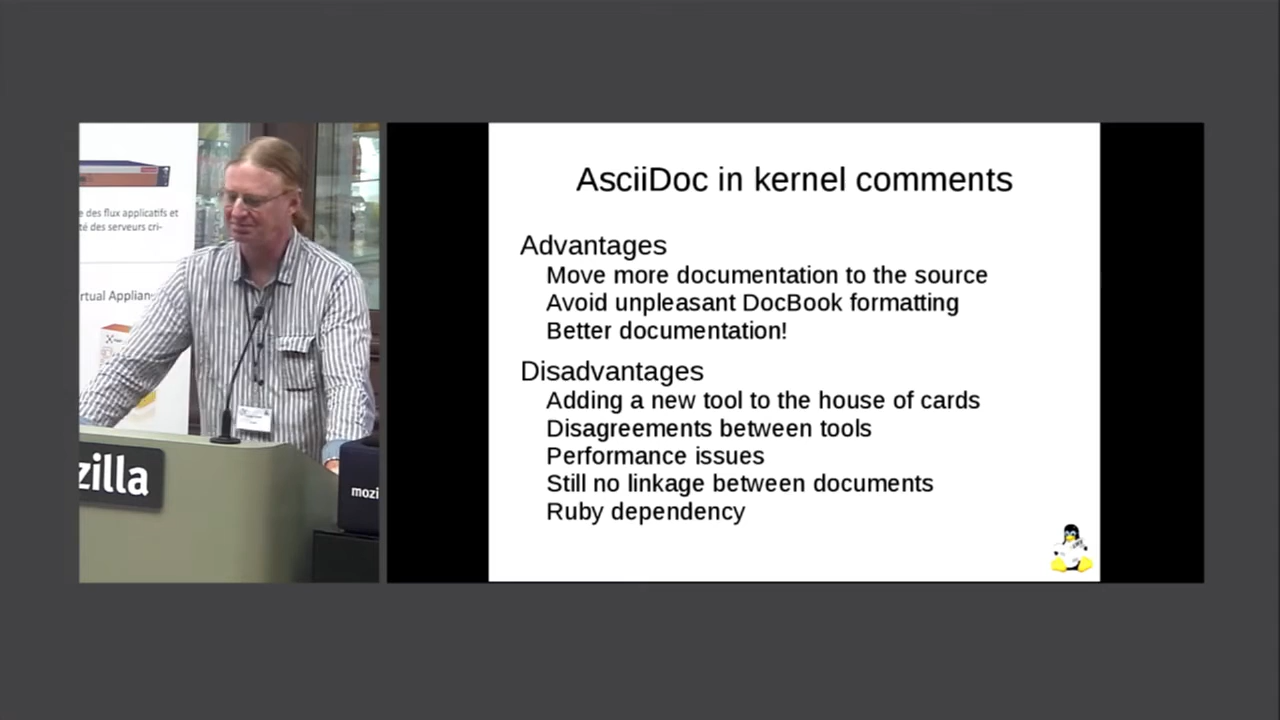 e des flux applicatifs et
té des serveurs cri-
rtual Applian
zilla
mozi
AsciiDoc in kernel comments
Advantages
Move more documentation to the source
Avoid unpleasant DocBook formatting
Better documentation!
Disadvantages
Adding a new tool to the house of cards
Disagreements between tools
Performance issues
Still no linkage between documents
Ruby dependency